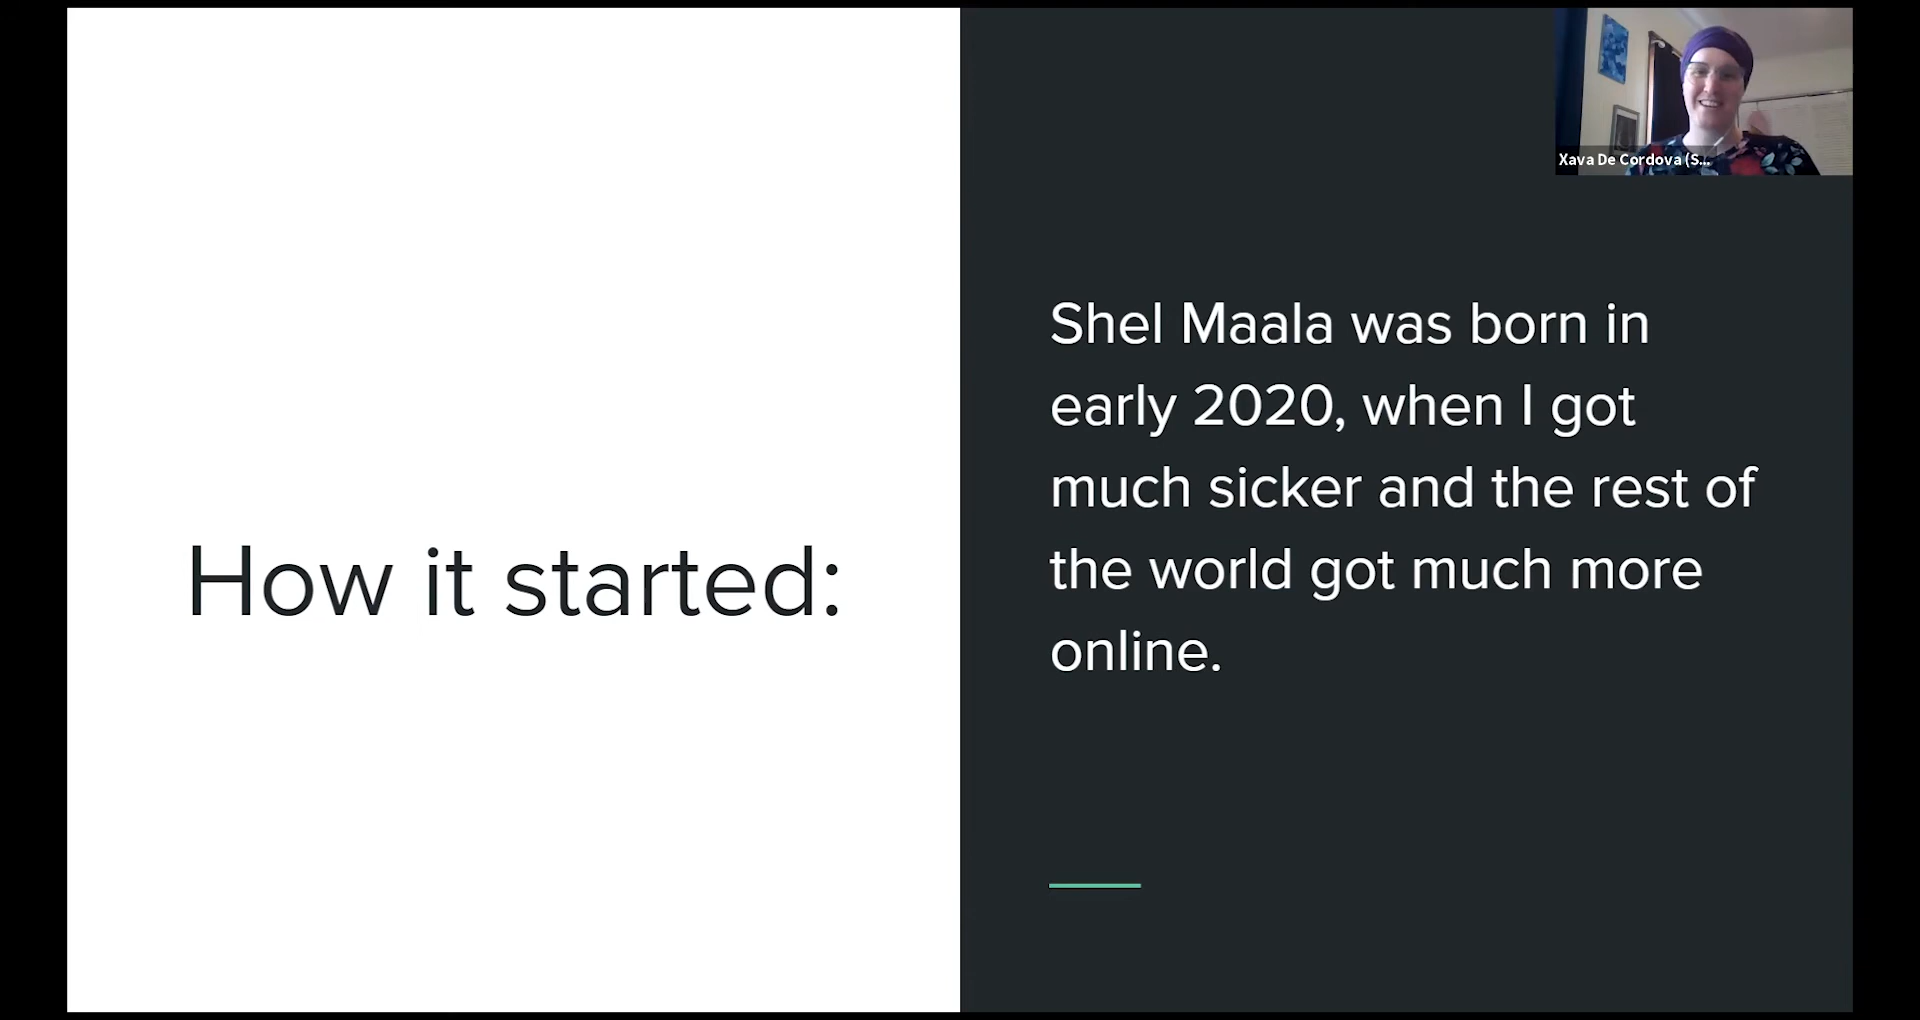 How it started:
Shel Maala was born in
early 2020, when I got
much sicker and the rest of
the world got much more
online.
Xava De Cordova (S...